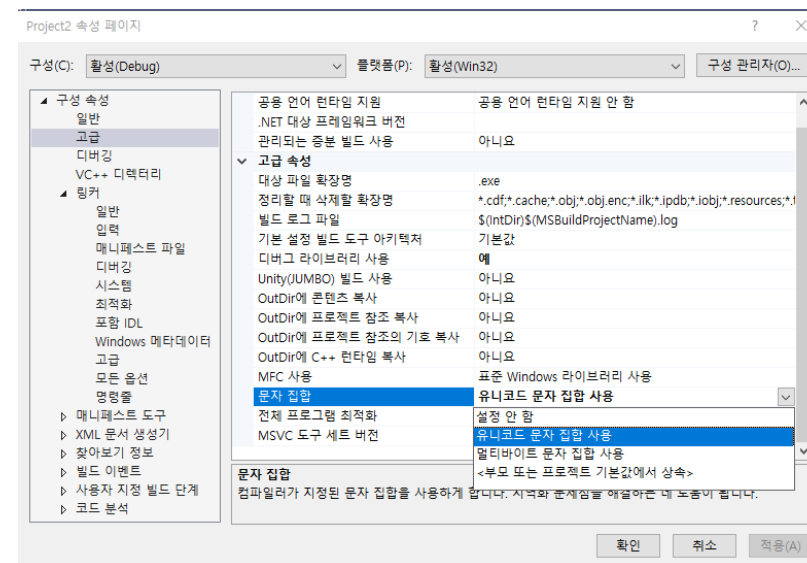 Project2 속성 페이지
?
구성(C): 활성(Debug) 플랫폼(P): 활성(Win32) 구성 관리자(O)...
구성 속성
일반
고급
디버깅
VC++ 디렉터리
링커
일반
입력
매니페스트 파일
디버깅
시스템
최적화
포함 IDL
Windows 메타데이터
고급
모든 옵션
명령줄
매니페스트 도구
XML 문서 생성기
찾아보기 정보
빌드 이벤트
사용자 지정 빌드 단계
코드 분석
공용 언어 런타임 지원 공용 언어 런타임 지원 안 함
.NET 대상 프레임워크 버전
관리되는 증분 빌드 사용 아니요
고급 속성
대상 파일 확장명 .exe
정리할 때 삭제할 확장명 *.cdf;*.cache;*.obj;*.obj.enc;*.ilk;*.ipdb;*.iobj;*.resources;*.t
빌드 로그 파일 $(IntDir)$(MSBuildProjectName).log
기본 설정 빌드 도구 아키텍처 기본값
디버그 라이브러리 사용 예
Unity(JUMBO) 빌드 사용 아니요
OutDir에 콘텐츠 복사 아니요
OutDir에 프로젝트 참조 복사 아니요
OutDir에 프로젝트 참조의 기호 복사 아니요
OutDir에 C++ 런타임 복사 아니요
MFC 사용 표준 Windows 라이브러리 사용
문자 집합 유니코드 문자 집합 사용
전체 프로그램 최적화 설정 안 함
MSVC 도구 세트 버전 유니코드 문자 집합 사용
멀티바이트 문자 집합 사용
<부모 또는 프로젝트 기본값에서 상속>
문자 집합
컴파일러가 지정된 문자 집합을 사용하게 합니다. 지역화 문제점을 해결하는 데 도움이 됩니다.
확인 취소 적용(A)